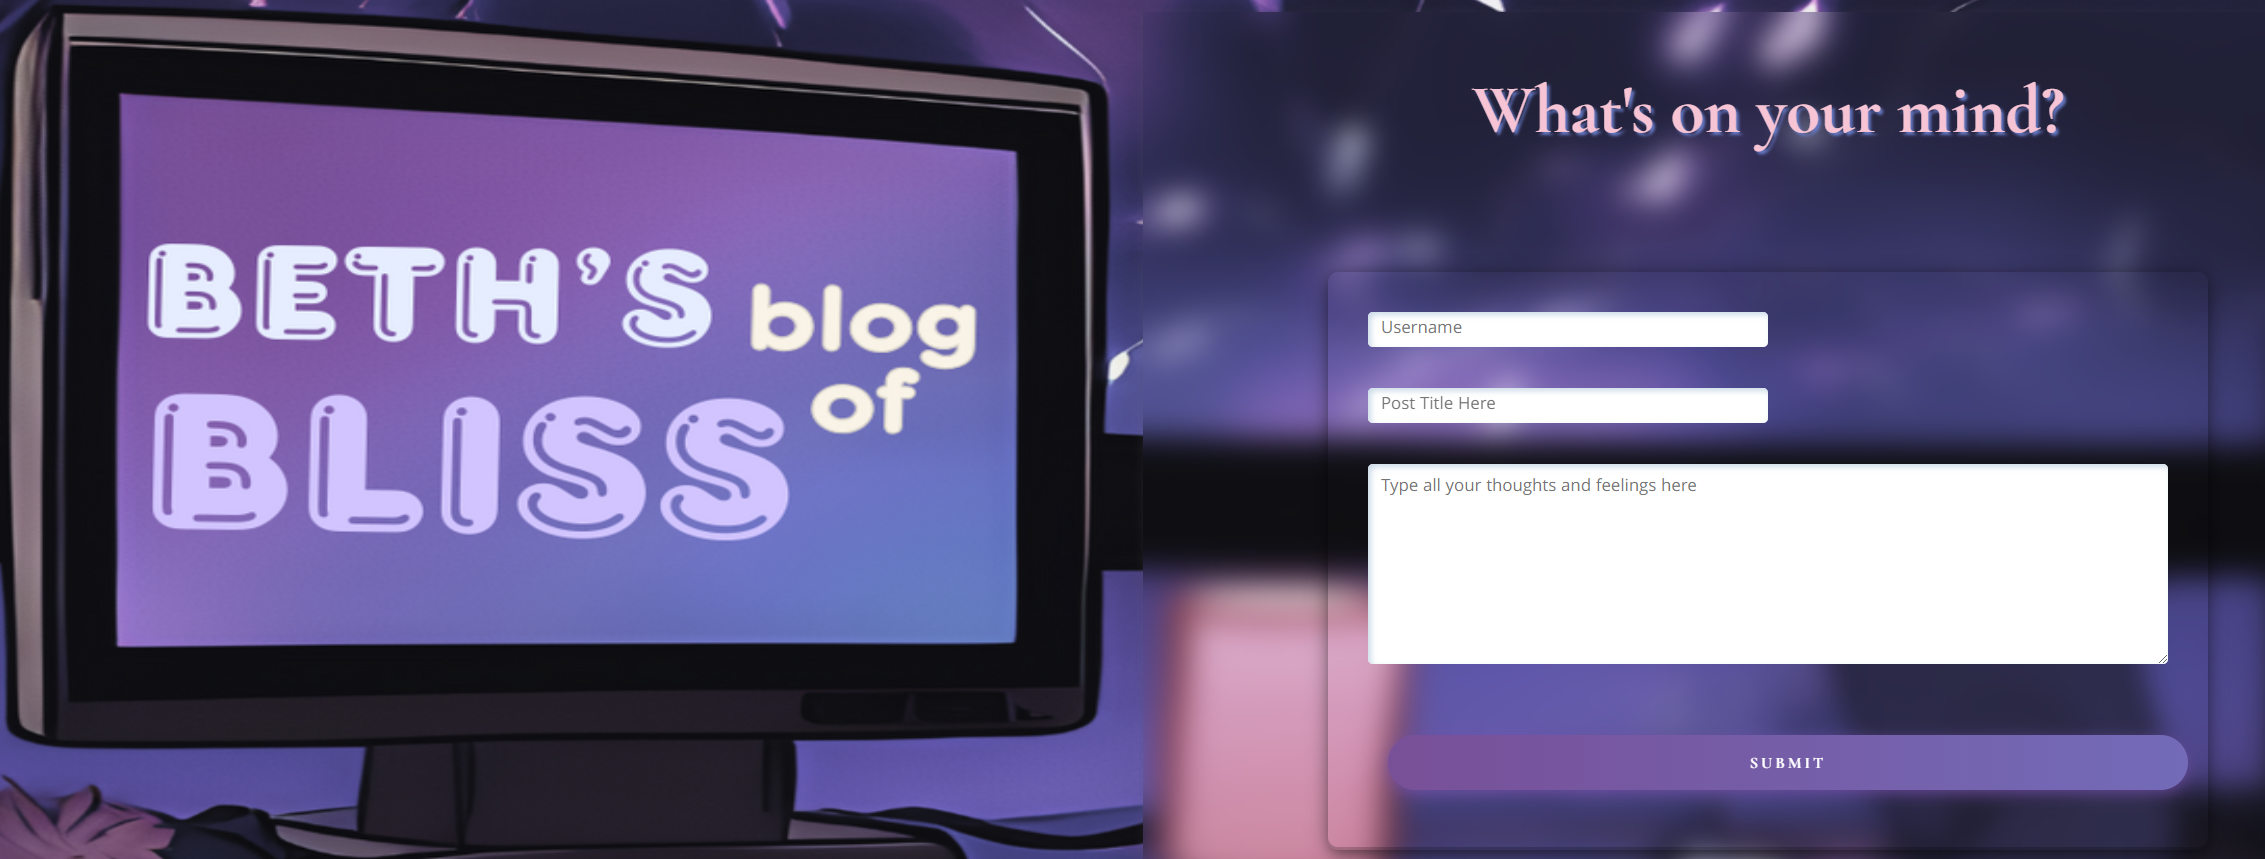 BETH'S blog
of
BLISS
What's on your mind?
Username
Post Title Here
Type all your thoughts and feelings here
SUBMIT